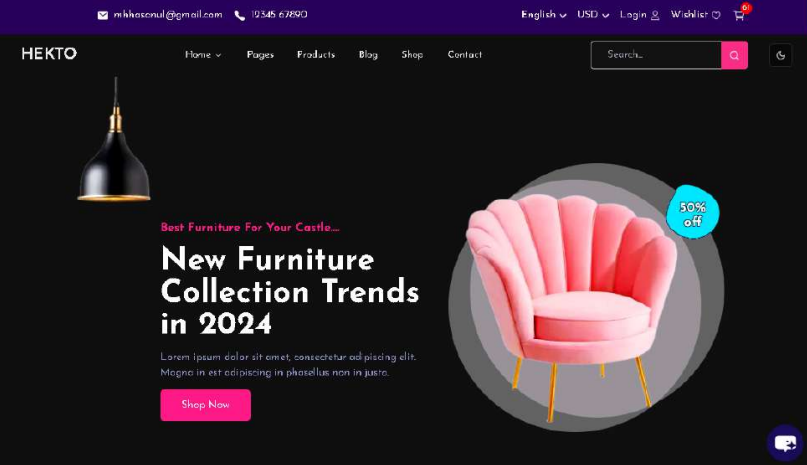 mhhasanul@gmail.com 12345 67890 English USD Login Wishlist 61
HEKTO Home Pages Products Blog Shop Contact Search...
50%
off
Best Furniture For Your Castle....
New Furniture
Collection Trends
in 2024
Lorem ipsum dolor sit amet, consectetur adipiscing elit.
Magna in est adipiscing in phasellus non in justo.
Shop Now